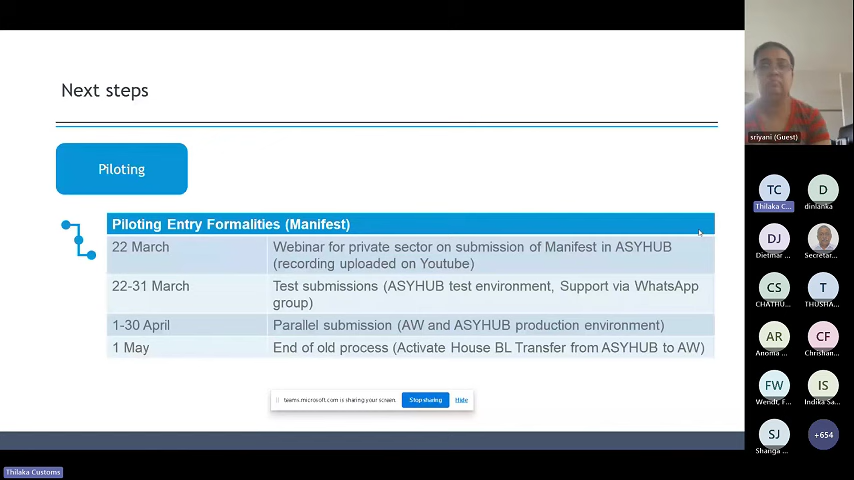 Next steps
Piloting
Piloting Entry Formalities (Manifest)
22 March
Webinar for private sector on submission of Manifest in ASYHUB
(recording uploaded on Youtube)
22-31 March
Test submissions (ASYHUB test environment, Support via WhatsApp
group)
1-30 April
Parallel submission (AW and ASYHUB production environment)
1 May
End of old process (Activate House BL Transfer from ASYHUB to AW)
teams.microsoft.com is sharing your screen.
Stop sharing
Hide
Thilaka Customs
sriyani (Guest)
TC
Thilaka C...
D
dinlanka
DJ
Dietmar ...
Secretar...
CS
CHATHU...
T
THUSHA...
AR
Anoma ...
CF
Chrishan...
FW
Wendt, F...
IS
Indika Sa...
SJ
Shanga ...
+654